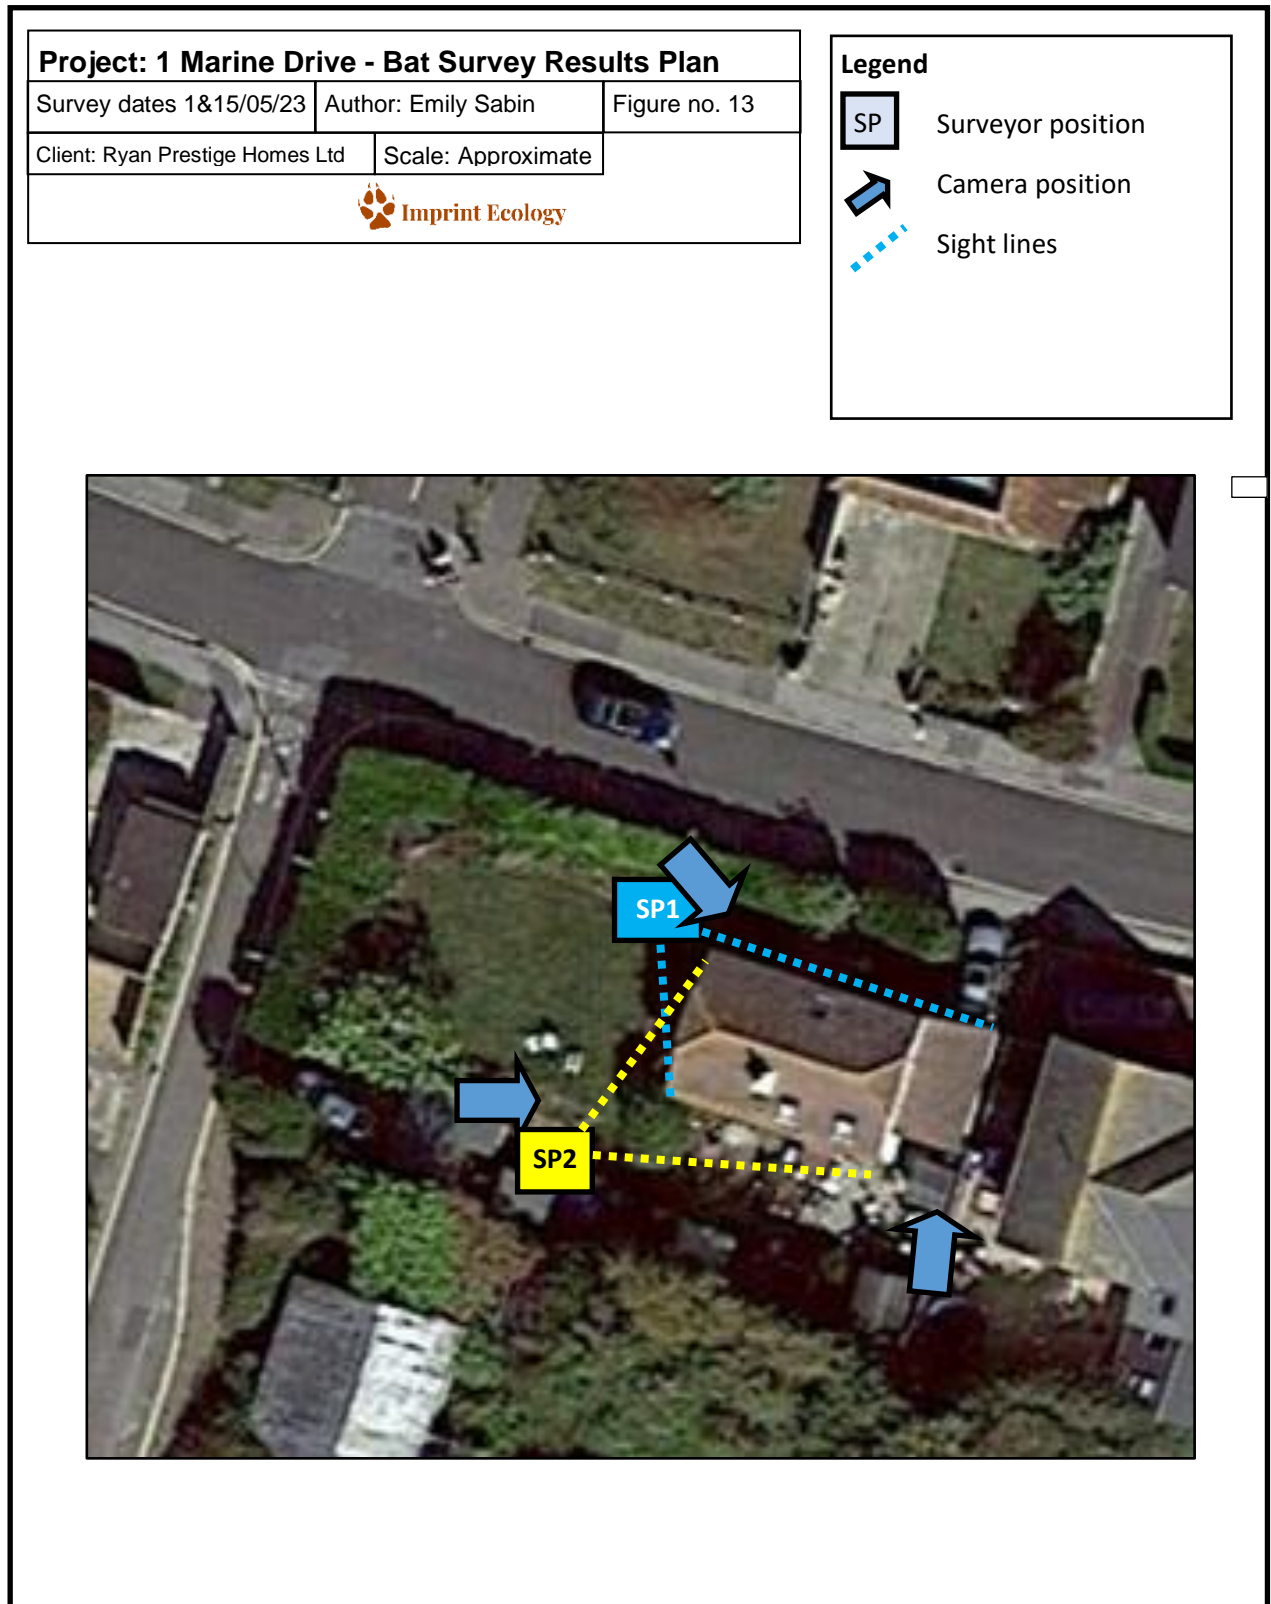 Project: 1 Marine Drive - Bat Survey Results Plan
Survey dates 1&15/05/23 Author: Emily Sabin Figure no. 13
Client: Ryan Prestige Homes Ltd Scale: Approximate
Imprint Ecology
Legend
SP Surveyor position
Camera position
Sight lines
SP1
SP2